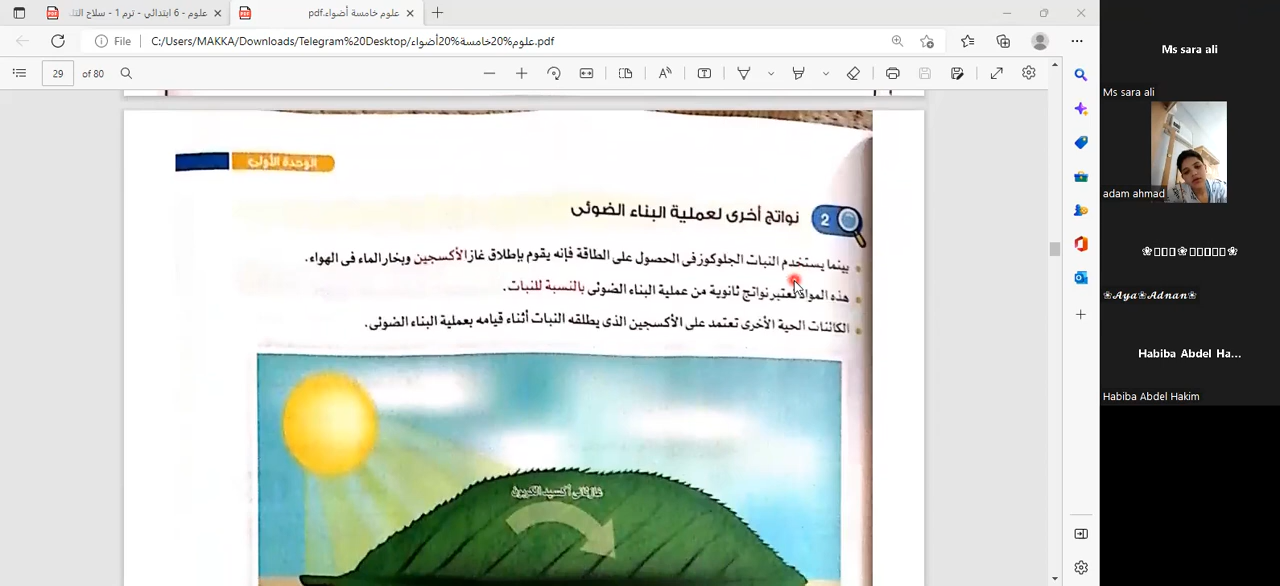 علوم - 6 ابتدائي - ترم 1 - سلاح التل
علوم خامسة أضواء.pdf
File
C:/Users/MAKKA/Downloads/Telegram%20Desktop/علوم%20خامسة%20أضواء.pdf
29
of 80
الوحدة الأولى
2
نواتج أخرى لعملية البناء الضوئى
بينما يستخدم النبات الجلوكوز فى الحصول على الطاقة فإنه يقوم بإطلاق غاز الأكسجين وبخار الماء فى الهواء.
هذه المواد تعتبر نواتج ثانوية من عملية البناء الضوئى بالنسبة للنبات.
الكائنات الحية الأخرى تعتمد على الأكسجين الذى يطلقه النبات أثناء قيامه بعملية البناء الضوئى.
غاز ثانى أكسيد الكربون
Ms sara ali
Ms sara ali
adam ahmad
❀𝓐𝔂𝓪❀𝓐𝓭𝓷𝓪𝓷❀
Habiba Abdel Ha...
Habiba Abdel Hakim